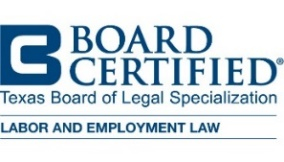 BOARD
CERTIFIED®
Texas Board of Legal Specialization
LABOR AND EMPLOYMENT LAW